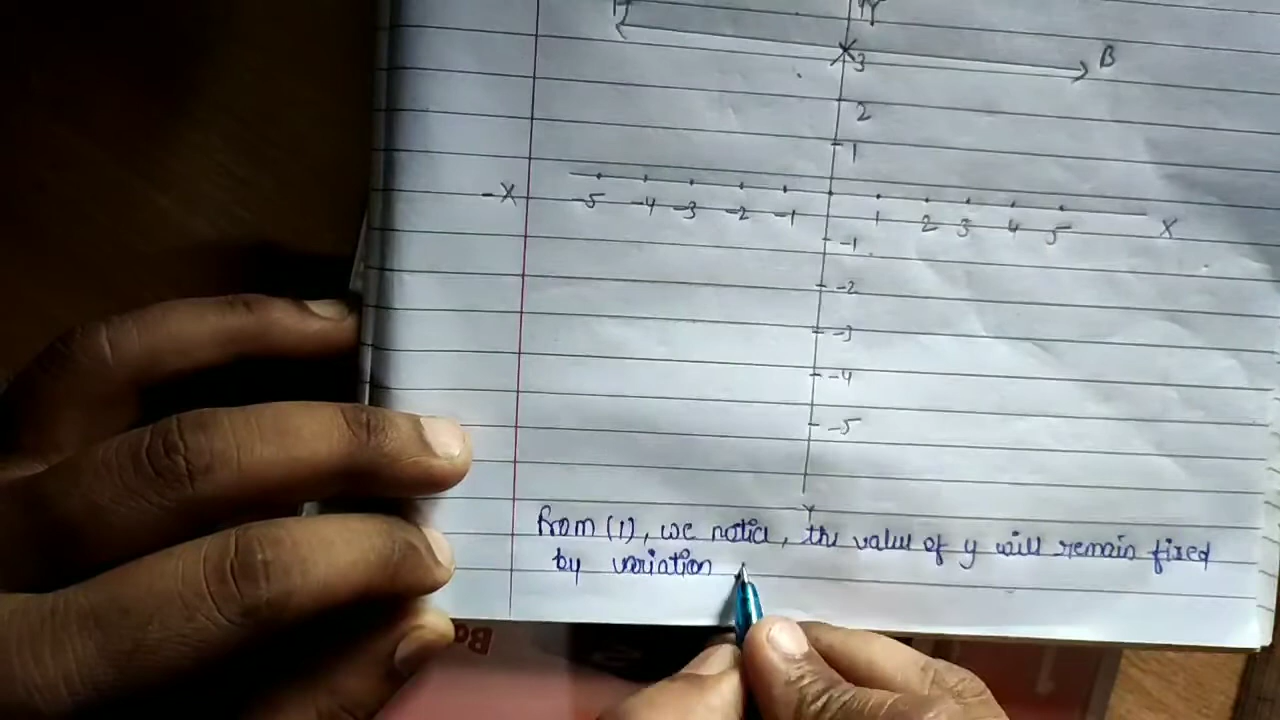 Y
B
3
2
1
-X -5 -4 -3 -2 -1 1 2 3 4 5 X
-1
-2
-3
-4
-5
Y
From (1), we notice, the value of y will remain fixed
by variation
Bo